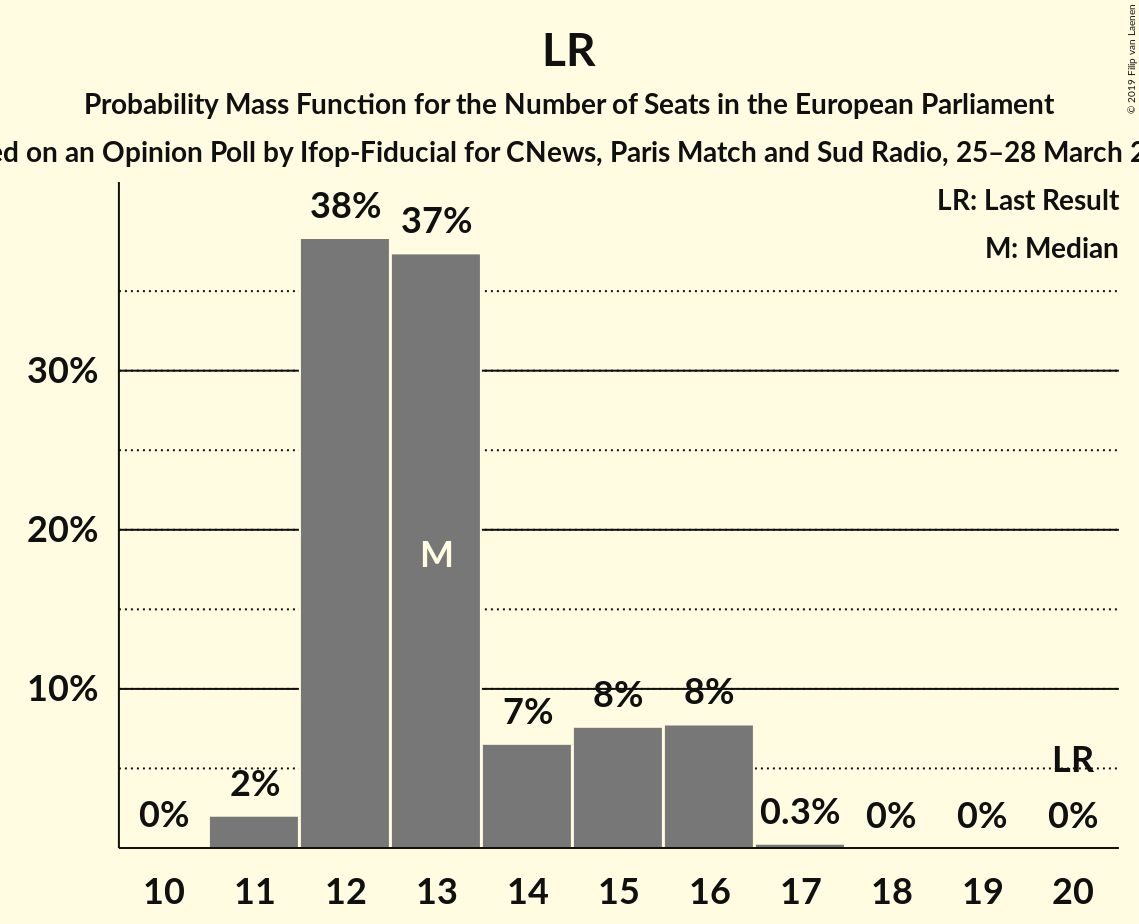 LR
Probability Mass Function for the Number of Seats in the European Parliament
on an Opinion Poll by Ifop-Fiducial for CNews, Paris Match and Sud Radio, 25–28 March
© 2019 Filip van Laenen
LR: Last Result
M: Median
38%
37%
30%
20%
M
10%
8%
8%
7%
LR
2%
0%
0.3%
0%
0%
0%
10 11 12 13 14 15 16 17 18 19 20